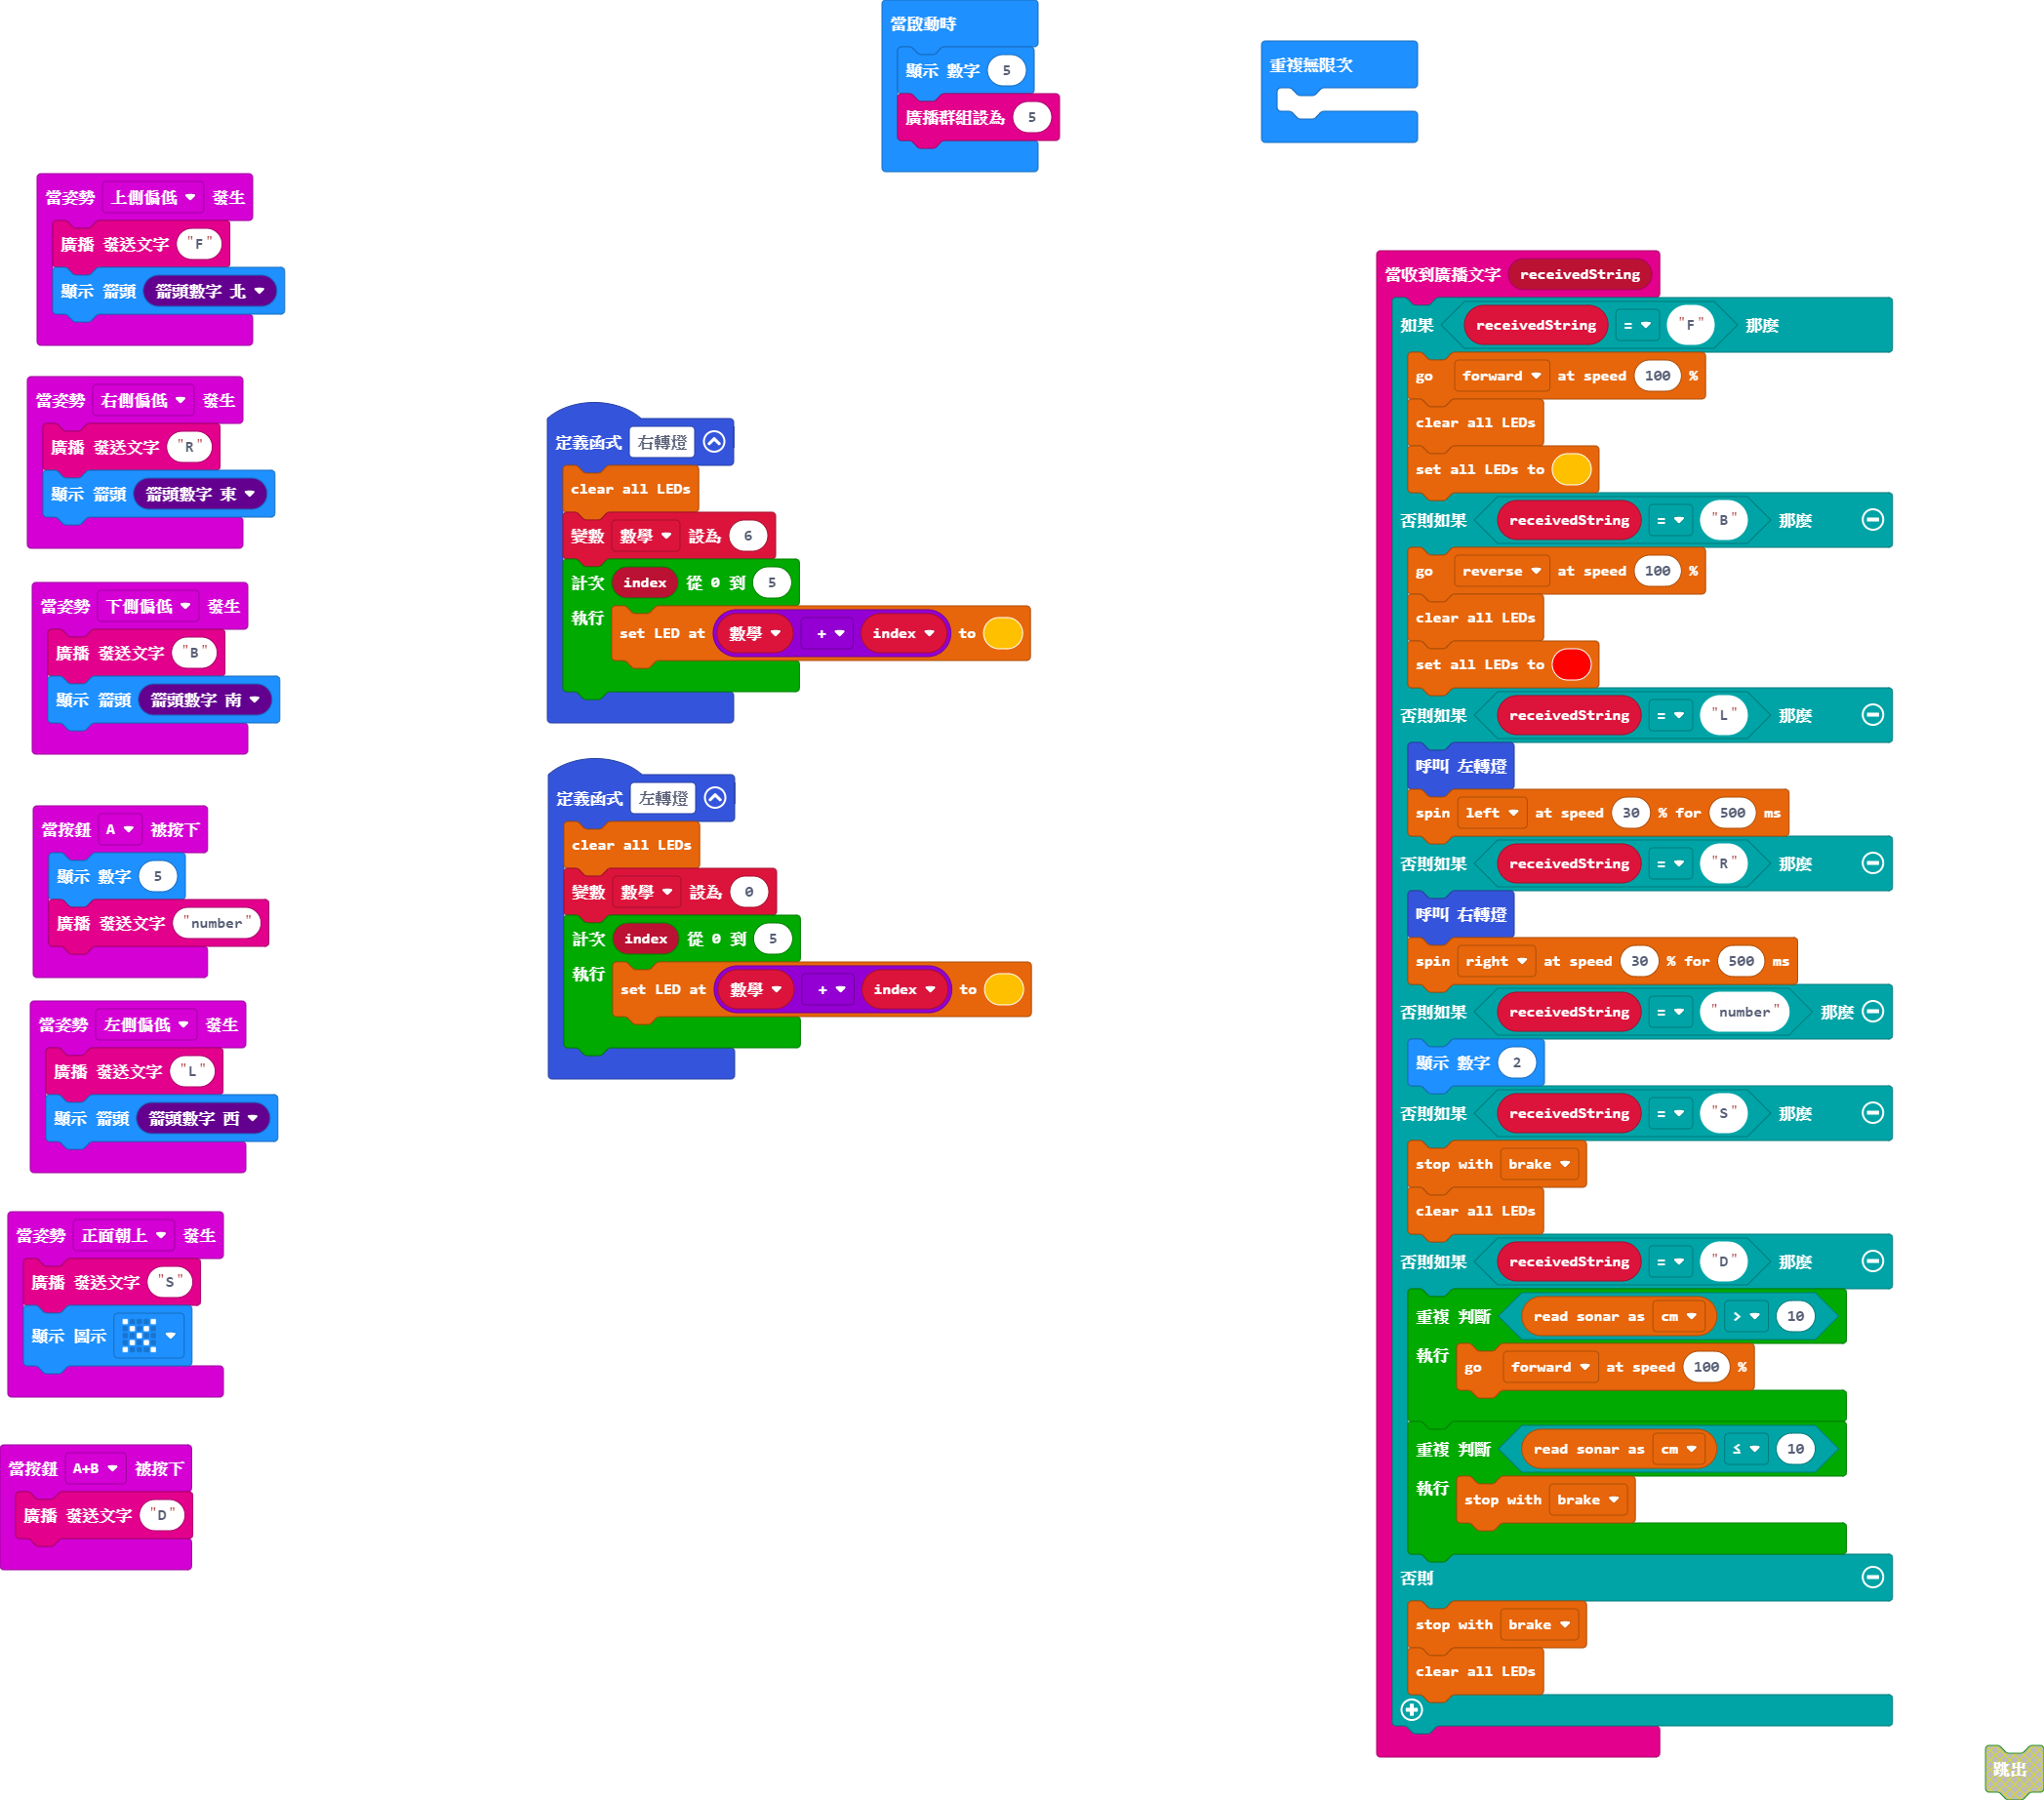 當啟動時
顯示 數字 5
廣播群組設為 5
重複無限次
當姿勢 上側偏低 發生
廣播 發送文字 "F"
顯示 箭頭 箭頭數字 北
當姿勢 右側偏低 發生
廣播 發送文字 "R"
顯示 箭頭 箭頭數字 東
當姿勢 下側偏低 發生
廣播 發送文字 "B"
顯示 箭頭 箭頭數字 南
當按鈕 A 被按下
顯示 數字 5
廣播 發送文字 "number"
當姿勢 左側偏低 發生
廣播 發送文字 "L"
顯示 箭頭 箭頭數字 西
當姿勢 正面朝上 發生
廣播 發送文字 "S"
顯示 圖示
當按鈕 A+B 被按下
廣播 發送文字 "D"
定義函式 右轉燈
clear all LEDs
變數 數學 設為 6
計次 index 從 0 到 5
執行 set LED at 數學 + index to
定義函式 左轉燈
clear all LEDs
變數 數學 設為 0
計次 index 從 0 到 5
執行 set LED at 數學 + index to
當收到廣播文字 receivedString
如果 receivedString = "F" 那麼
go forward at speed 100 %
clear all LEDs
set all LEDs to
否則如果 receivedString = "B" 那麼
go reverse at speed 100 %
clear all LEDs
set all LEDs to
否則如果 receivedString = "L" 那麼
呼叫 左轉燈
spin left at speed 30 % for 500 ms
否則如果 receivedString = "R" 那麼
呼叫 右轉燈
spin right at speed 30 % for 500 ms
否則如果 receivedString = "number" 那麼
顯示 數字 2
否則如果 receivedString = "S" 那麼
stop with brake
clear all LEDs
否則如果 receivedString = "D" 那麼
重複 判斷 read sonar as cm > 10
執行 go forward at speed 100 %
重複 判斷 read sonar as cm ≤ 10
執行 stop with brake
否則
stop with brake
clear all LEDs
跳出